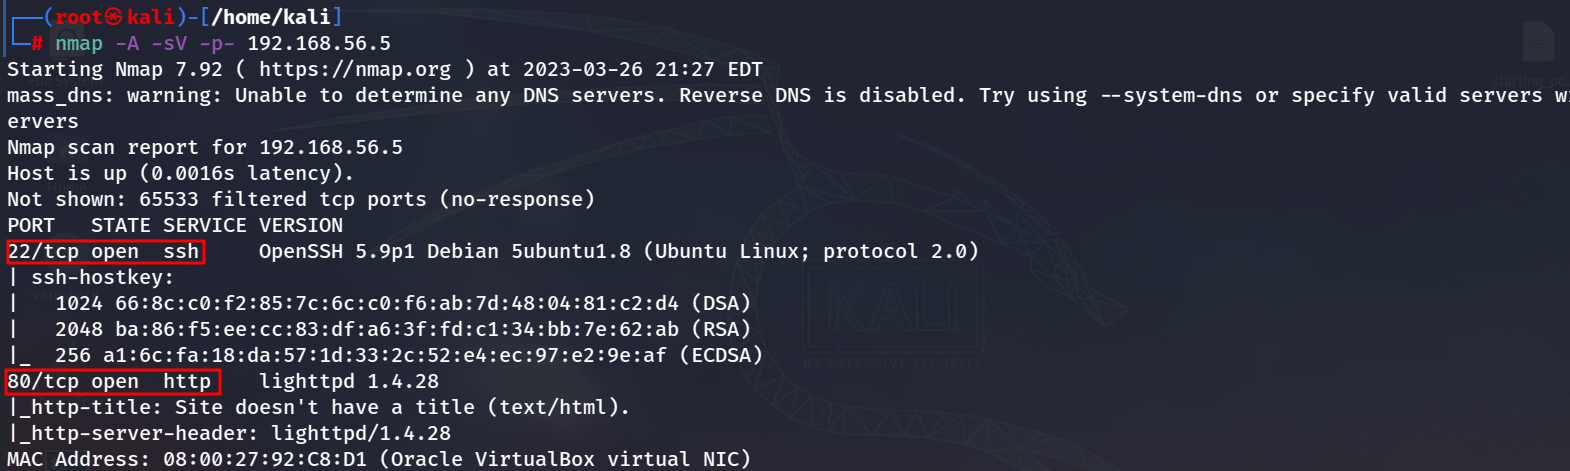 ┌──(root㉿kali)-[/home/kali]
└─# nmap -A -sV -p- 192.168.56.5
Starting Nmap 7.92 ( https://nmap.org ) at 2023-03-26 21:27 EDT
mass_dns: warning: Unable to determine any DNS servers. Reverse DNS is disabled. Try using --system-dns or specify valid servers wi
ervers
Nmap scan report for 192.168.56.5
Host is up (0.0016s latency).
Not shown: 65533 filtered tcp ports (no-response)
PORT   STATE SERVICE VERSION
22/tcp open  ssh     OpenSSH 5.9p1 Debian 5ubuntu1.8 (Ubuntu Linux; protocol 2.0)
| ssh-hostkey:
|   1024 66:8c:c0:f2:85:7c:6c:c0:f6:ab:7d:48:04:81:c2:d4 (DSA)
|   2048 ba:86:f5:ee:cc:83:df:a6:3f:fd:c1:34:bb:7e:62:ab (RSA)
|_  256 a1:6c:fa:18:da:57:1d:33:2c:52:e4:ec:97:e2:9e:af (ECDSA)
80/tcp open  http    lighttpd 1.4.28
|_http-title: Site doesn't have a title (text/html).
|_http-server-header: lighttpd/1.4.28
MAC Address: 08:00:27:92:C8:D1 (Oracle VirtualBox virtual NIC)
Home
KALI
BY OFFENSIVE SECURITY